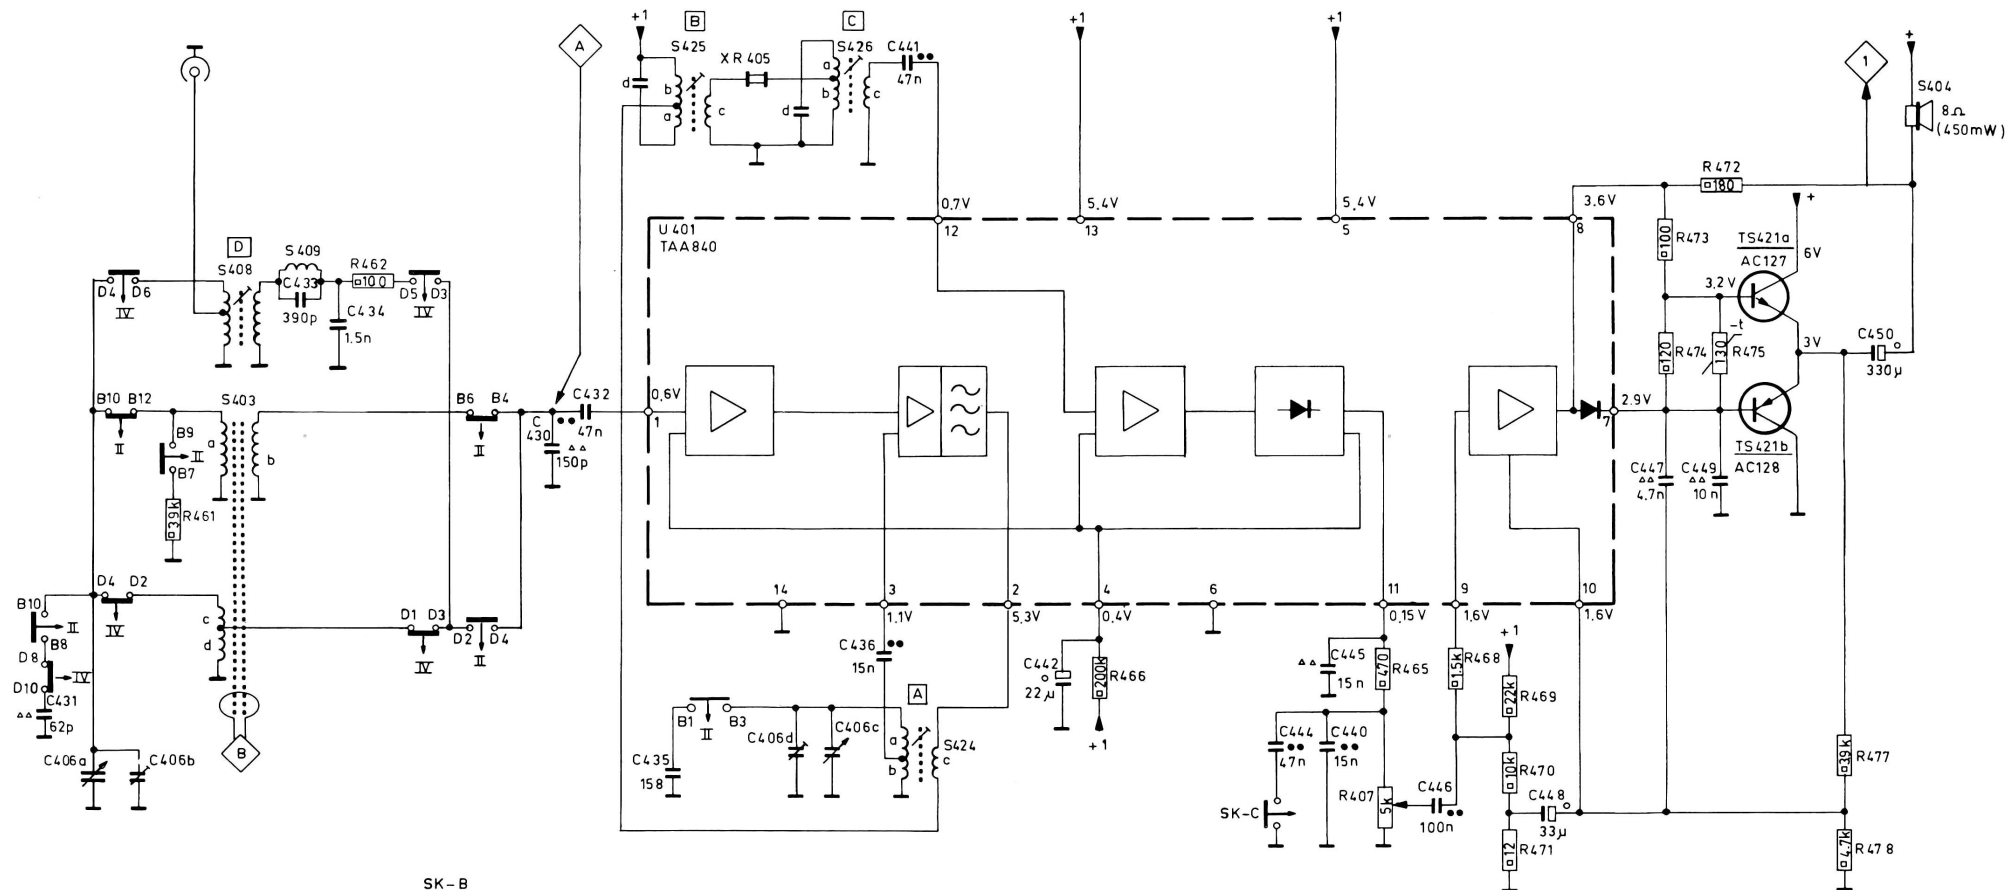 +1
B
S425
XR405
C
S426
C441
47n
d
b
a
c
d
a
b
c
A
+1
+1
1
+
S404
8Ω
(450mW)
R472
180
+
6V
D
S408
S409
C433
390p
R462
100
C434
1.5n
D4 D6
IV
D5 D3
IV
U401
TAA840
0,7V
12
5,4V
13
5,4V
5
3,6V
8
100
R473
TS421a
AC127
3,2V
120
R474
-t
130
R475
3V
C450
330µ
B10 B12
II
B9
II
B7
39k
R461
S403
a
b
B6 B4
II
C
430
150p
C432
47n
0,6V
1
2.9V
7
TS421b
AC128
C447
4.7n
C449
10n
D4 D2
IV
B10
II
B8
D8
IV
D10
C431
62p
c
d
D1 D3
IV
D2 D4
II
C406a
C406b
B
14
3
1,1V
2
5,3V
4
0,4V
6
11
0,15V
9
1,6V
10
1,6V
C436
15n
A
a
b
c
S424
B1 B3
II
C435
158
C406d
C406c
C442
22µ
200k
R466
+1
C445
15n
470
R465
C444
47n
C440
15n
SK-C
R407
5k
C446
100n
1.5k
R468
+1
22k
R469
10k
R470
C448
33µ
12
R471
39k
R477
4.7k
R478
SK-B